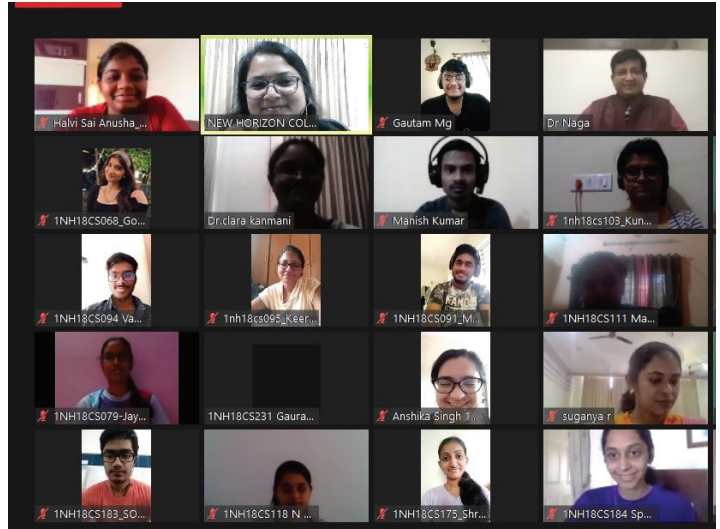 Halvi Sai Anusha_...
NEW HORIZON COL...
Gautam Mg
Dr Naga
1NH18CS068_Go...
Dr.clara kanmani
Manish Kumar
1nh18cs103_Kun...
1NH18CS094 Va...
1nh18cs095_Keer...
1NH18CS091_M...
1NH18CS111 Ma...
1NH18CS079-Jay...
1NH18CS231 Gaura...
Anshika Singh 1...
suganya r
1NH18CS183_SO...
1NH18CS118 N ...
1NH18CS175_Shr...
1NH18CS184 Sp...